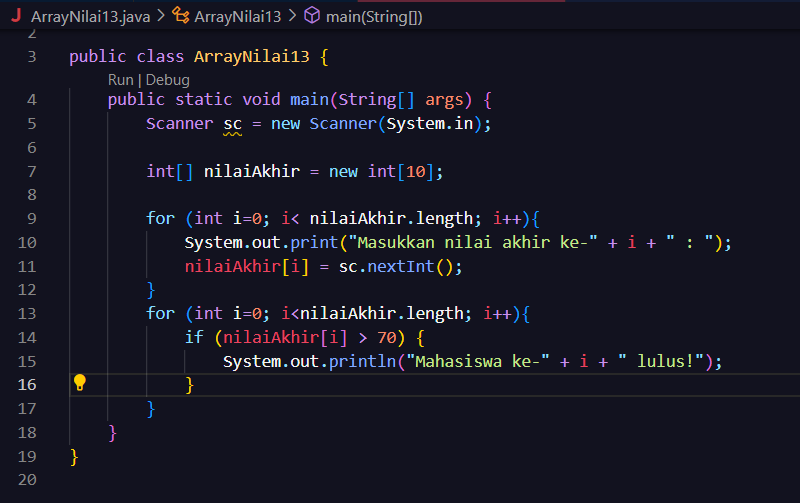 ArrayNilai13.java > ArrayNilai13 > main(String[])
2
3 public class ArrayNilai13 {
Run | Debug
4 public static void main(String[] args) {
5 Scanner sc = new Scanner(System.in);
6
7 int[] nilaiAkhir = new int[10];
8
9 for (int i=0; i< nilaiAkhir.length; i++){
10 System.out.print("Masukkan nilai akhir ke-" + i + " : ");
11 nilaiAkhir[i] = sc.nextInt();
12 }
13 for (int i=0; i<nilaiAkhir.length; i++){
14 if (nilaiAkhir[i] > 70) {
15 System.out.println("Mahasiswa ke-" + i + " lulus!");
16 }
17 }
18 }
19 }
20